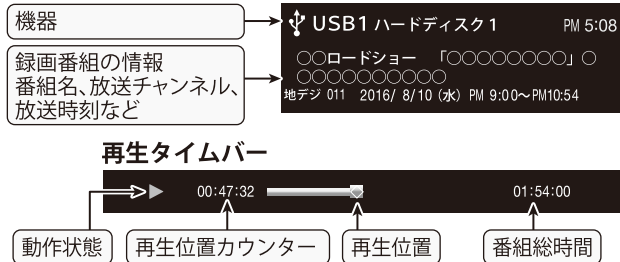 機器
USB1 ハードディスク1 PM 5:08
録画番組の情報
番組名、放送チャンネル、
放送時刻など
○○ロードショー 「○○○○○○○○」○
○○○○○○○○○○
地デジ 011 2016/ 8/10 (水) PM 9:00～PM10:54
再生タイムバー
00:47:32 01:54:00
動作状態 再生位置カウンター 再生位置 番組総時間